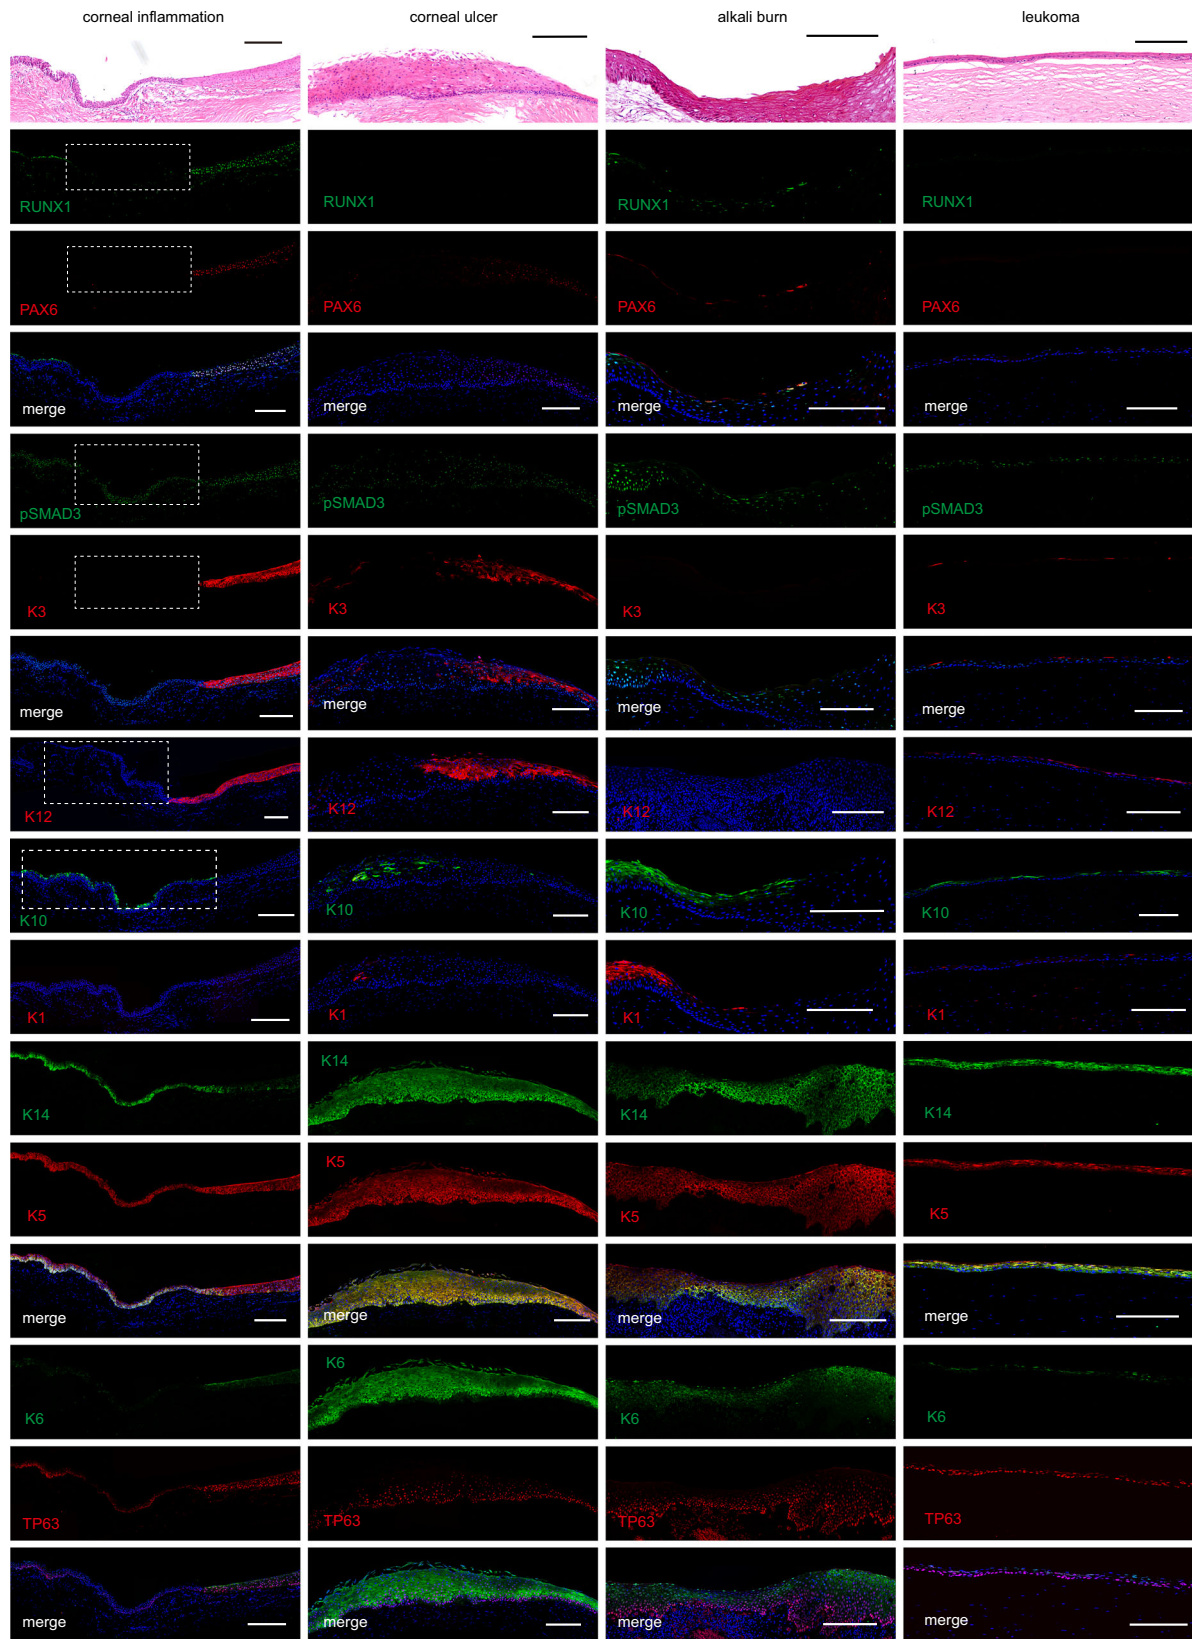 corneal inflammation corneal ulcer alkali burn leukoma
RUNX1 RUNX1 RUNX1 RUNX1
PAX6 PAX6 PAX6 PAX6
merge merge merge merge
pSMAD3 pSMAD3 pSMAD3 pSMAD3
K3 K3 K3 K3
merge merge merge merge
K12 K12 K12 K12
K10 K10 K10 K10
K1 K1 K1 K1
K14 K14 K14 K14
K5 K5 K5 K5
merge merge merge merge
K6 K6 K6 K6
TP63 TP63 TP63 TP63
merge merge merge merge